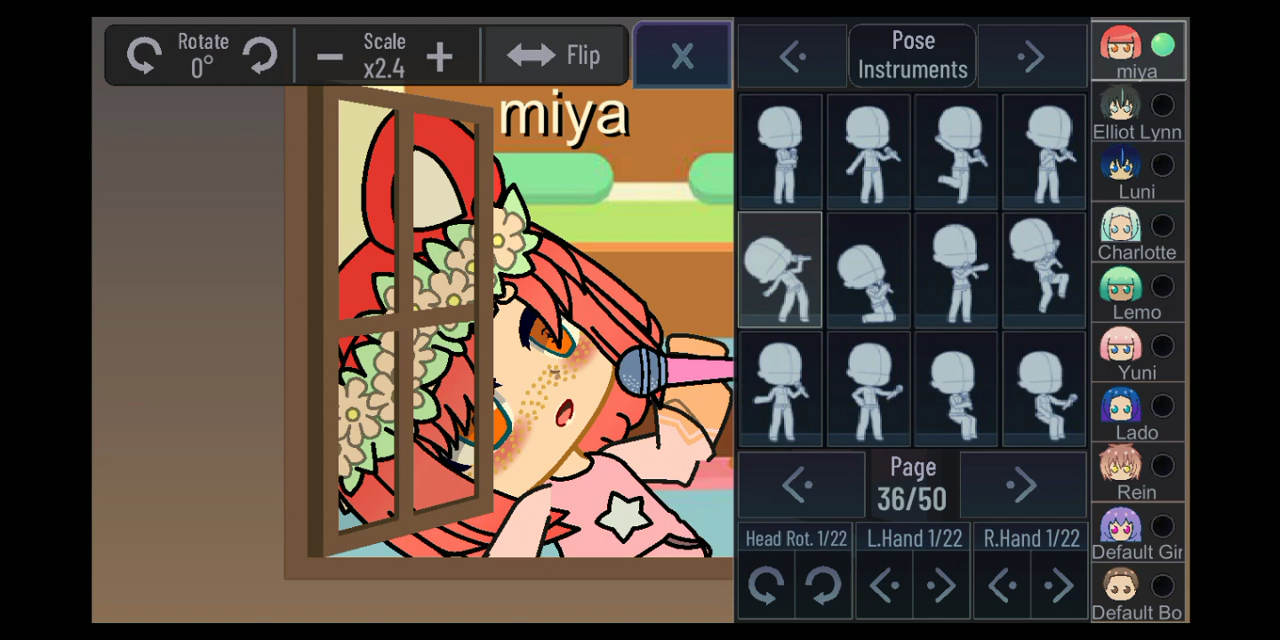 Rotate
0°
Scale
x2.4
Flip
X
miya
Pose
Instruments
Page
36/50
Head Rot. 1/22
L.Hand 1/22
R.Hand 1/22
miya
Elliot Lynn
Luni
Charlotte
Lemo
Yuni
Lado
Rein
Default Gir
Default Bo